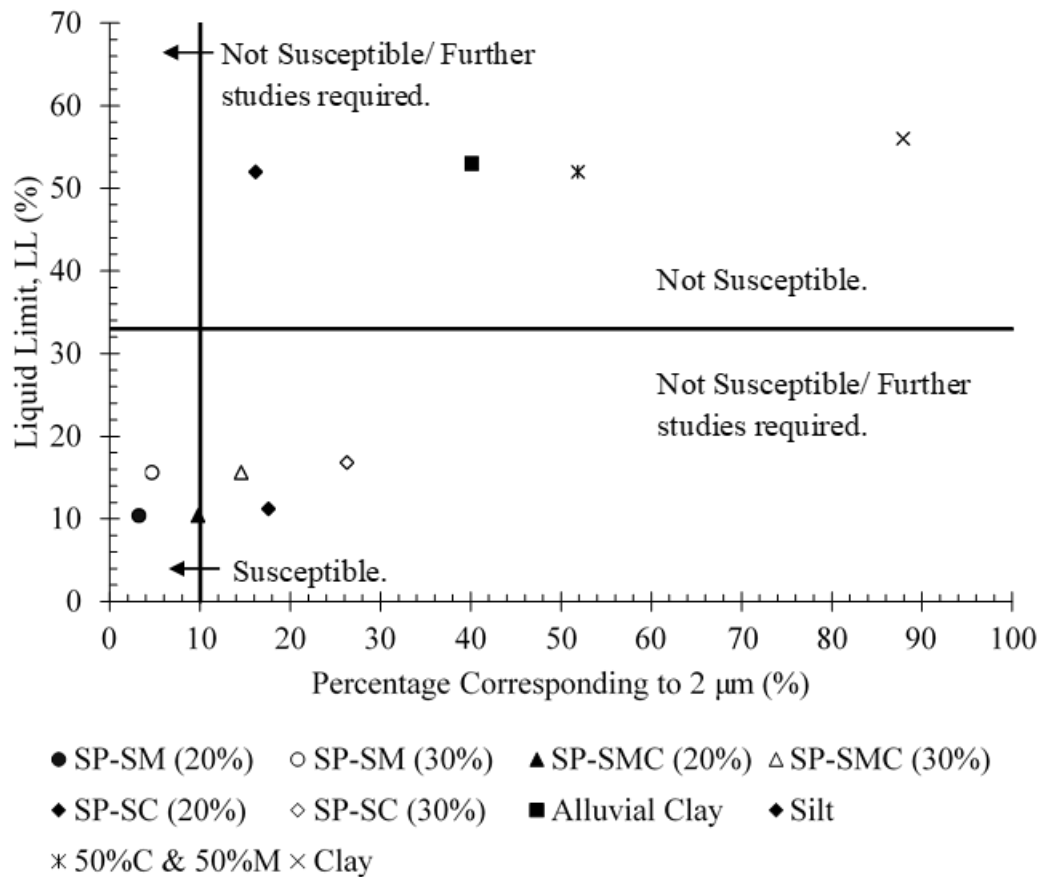 70
60
50
40
30
20
10
0
Liquid Limit, LL (%)
Not Susceptible/ Further
studies required.
Not Susceptible.
Not Susceptible/ Further
studies required.
Susceptible.
0 10 20 30 40 50 60 70 80 90 100
Percentage Corresponding to 2 μm (%)
SP-SM (20%) SP-SM (30%) SP-SMC (20%) SP-SMC (30%)
SP-SC (20%) SP-SC (30%) Alluvial Clay Silt
50%C & 50%M Clay